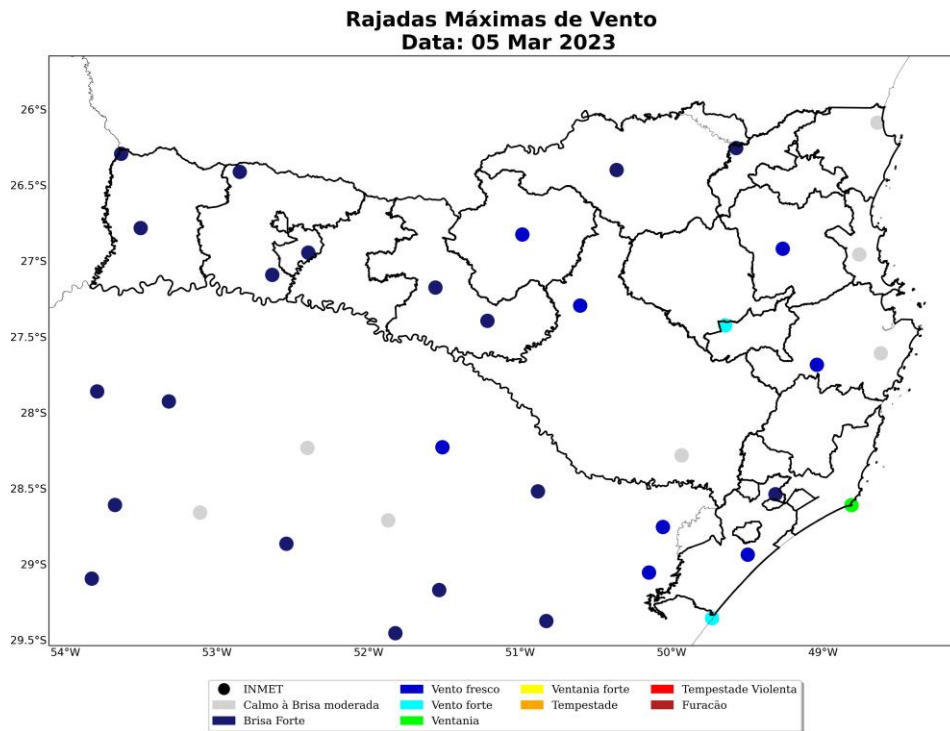 Rajadas Máximas de Vento
Data: 05 Mar 2023
26°S
26.5°S
27°S
27.5°S
28°S
28.5°S
29°S
29.5°S
54°W 53°W 52°W 51°W 50°W 49°W
INMET Vento fresco Ventania forte Tempestade Violenta
Calmo à Brisa moderada Vento forte Tempestade Furacão
Brisa Forte Ventania